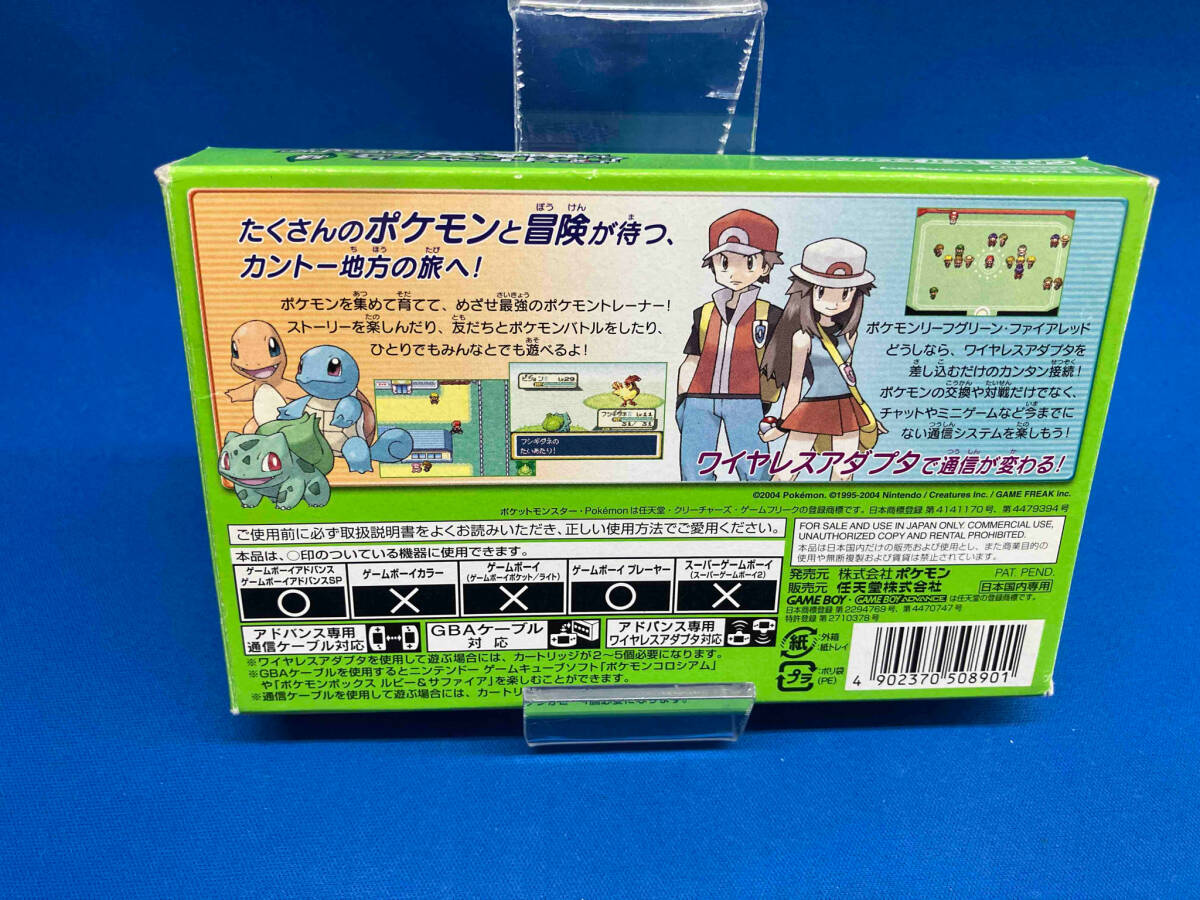 たくさんのポケモンと冒険が待つ、
カントー地方の旅へ!
ポケモンを集めて育てて、めざせ最強のポケモントレーナー!
ストーリーを楽しんだり、友だちとポケモンバトルをしたり、
ひとりでもみんなとでも遊べるよ!
ピジョン Lv29
フシギダネ Lv11
31/ 31
フシギダネの
たいあたり!
ポケモンリーフグリーン・ファイアレッド
どうしなら、ワイヤレスアダプタを
差し込むだけのカンタン接続!
ポケモンの交換や対戦だけでなく、
チャットやミニゲームなど今までに
ない通信システムを楽しもう!
ワイヤレスアダプタで通信が変わる!
©2004 Pokémon. ©1995-2004 Nintendo / Creatures Inc. / GAME FREAK inc.
ポケットモンスター・Pokémonは任天堂・クリーチャーズ・ゲームフリークの登録商標です。日本商標登録 第4141170号、第4479394号
ご使用前に必ず取扱説明書をよくお読みいただき、正しい使用方法でご愛用ください。
本品は、○印のついている機器に使用できます。
ゲームボーイアドバンス
ゲームボーイアドバンスSP
ゲームボーイカラー
ゲームボーイ
(ゲームボーイポケット/ライト)
ゲームボーイ プレーヤー
スーパーゲームボーイ
(スーパーゲームボーイ2)
○ × × ○ ×
アドバンス専用
通信ケーブル対応
GBAケーブル
対応
アドバンス専用
ワイヤレスアダプタ対応
※ワイヤレスアダプタを使用して遊ぶ場合には、カートリッジが2~5個必要になります。
※GBAケーブルを使用するとニンテンドー ゲームキューブソフト「ポケモンコロシアム」
や「ポケモンボックス ルビー&サファイア」を楽しむことができます。
※通信ケーブルを使用して遊ぶ場合には、カートリ
FOR SALE AND USE IN JAPAN ONLY. COMMERCIAL USE,
UNAUTHORIZED COPY AND RENTAL PROHIBITED.
本品は日本国内だけの販売および使用とし、また商業目的の
使用や無断複製および賃貸は禁止されています。
発売元 株式会社ポケモン PAT. PEND.
販売元 任天堂株式会社 日本国内専用
GAME BOY・GAME BOY ADVANCE は任天堂の登録商標です。
日本商標登録 第2294769号、第4470747号
特許登録 第2710378号
紙 外箱
紙トレイ
プラ ポリ袋
(PE)
4 902370 508901